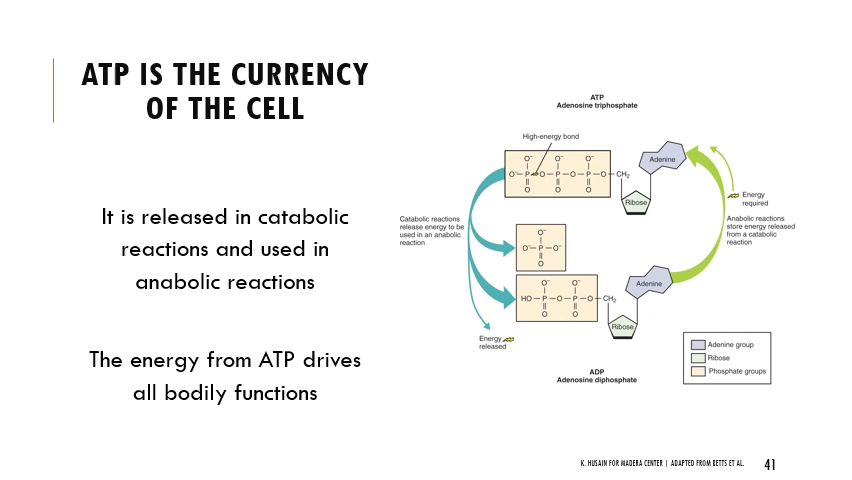 ATP IS THE CURRENCY
OF THE CELL
It is released in catabolic
reactions and used in
anabolic reactions
The energy from ATP drives
all bodily functions
ATP
Adenosine triphosphate
High-energy bond
O⁻ O⁻ O⁻
O⁻ P O P O P O CH₂
O O O
Adenine
Ribose
Energy
required
Anabolic reactions
store energy released
from a catabolic
reaction
Catabolic reactions
release energy to be
used in an anabolic
reaction
O⁻
O⁻ P O⁻
O
O⁻ O⁻
HO P O P O CH₂
O O
Adenine
Ribose
Energy
released
ADP
Adenosine diphosphate
Adenine group
Ribose
Phosphate groups
K. HUSAIN FOR MADERA CENTER | ADAPTED FROM BETTS ET AL.
41